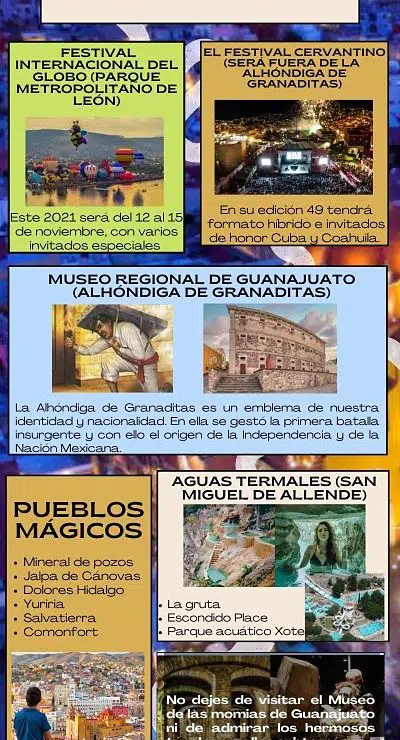 FESTIVAL
INTERNACIONAL DEL
GLOBO (PARQUE
METROPOLITANO DE
LEÓN)
Este 2021 será del 12 al 15
de noviembre, con varios
invitados especiales
EL FESTIVAL CERVANTINO
(SERÁ FUERA DE LA
ALHÓNDIGA DE
GRANADITAS)
En su edición 49 tendrá
formato híbrido e invitados
de honor Cuba y Coahuila.
MUSEO REGIONAL DE GUANAJUATO
(ALHÓNDIGA DE GRANADITAS)
La Alhóndiga de Granaditas es un emblema de nuestra
identidad y nacionalidad. En ella se gestó la primera batalla
insurgente y con ello el origen de la Independencia y de la
Nación Mexicana.
PUEBLOS
MÁGICOS
• Mineral de pozos
• Jalpa de Cánovas
• Dolores Hidalgo
• Yuriria
• Salvatierra
• Comonfort
AGUAS TERMALES (SAN
MIGUEL DE ALLENDE)
• La gruta
• Escondido Place
• Parque acuático Xote
No dejes de visitar el Museo
de las momias de Guanajuato
ni de admirar los hermosos